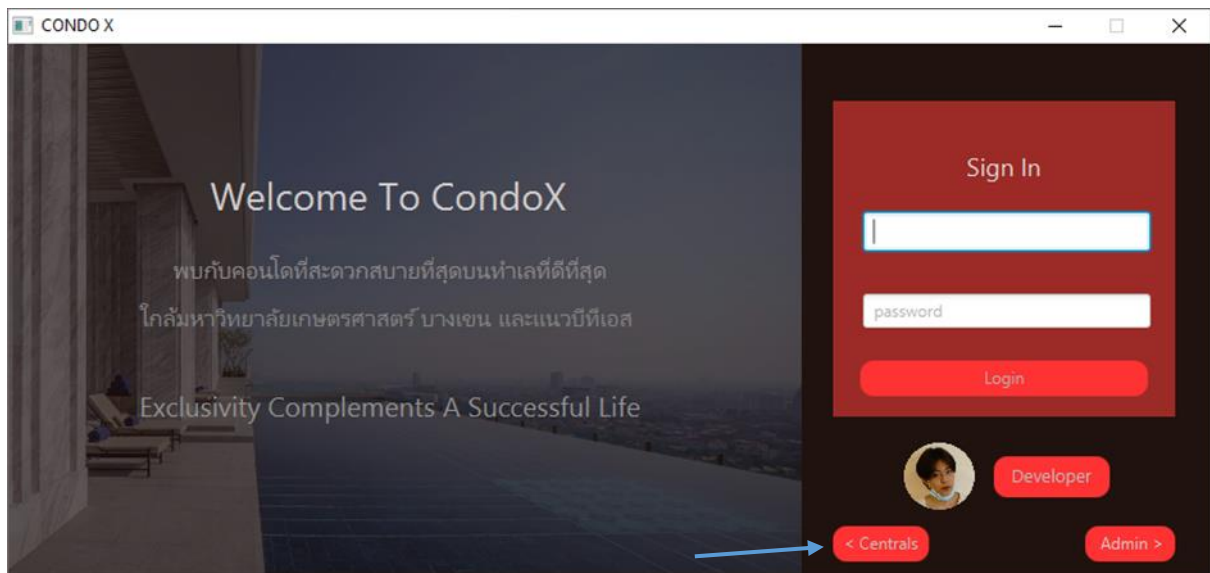 CONDO X
Welcome To CondoX
พบกับคอนโดที่สะดวกสบายที่สุดบนทำเลที่ดีที่สุด
ใกล้มหาวิทยาลัยเกษตรศาสตร์ บางเขน และแนวบีทีเอส
Exclusivity Complements A Successful Life
Sign In
password
Login
Developer
< Centrals
Admin >